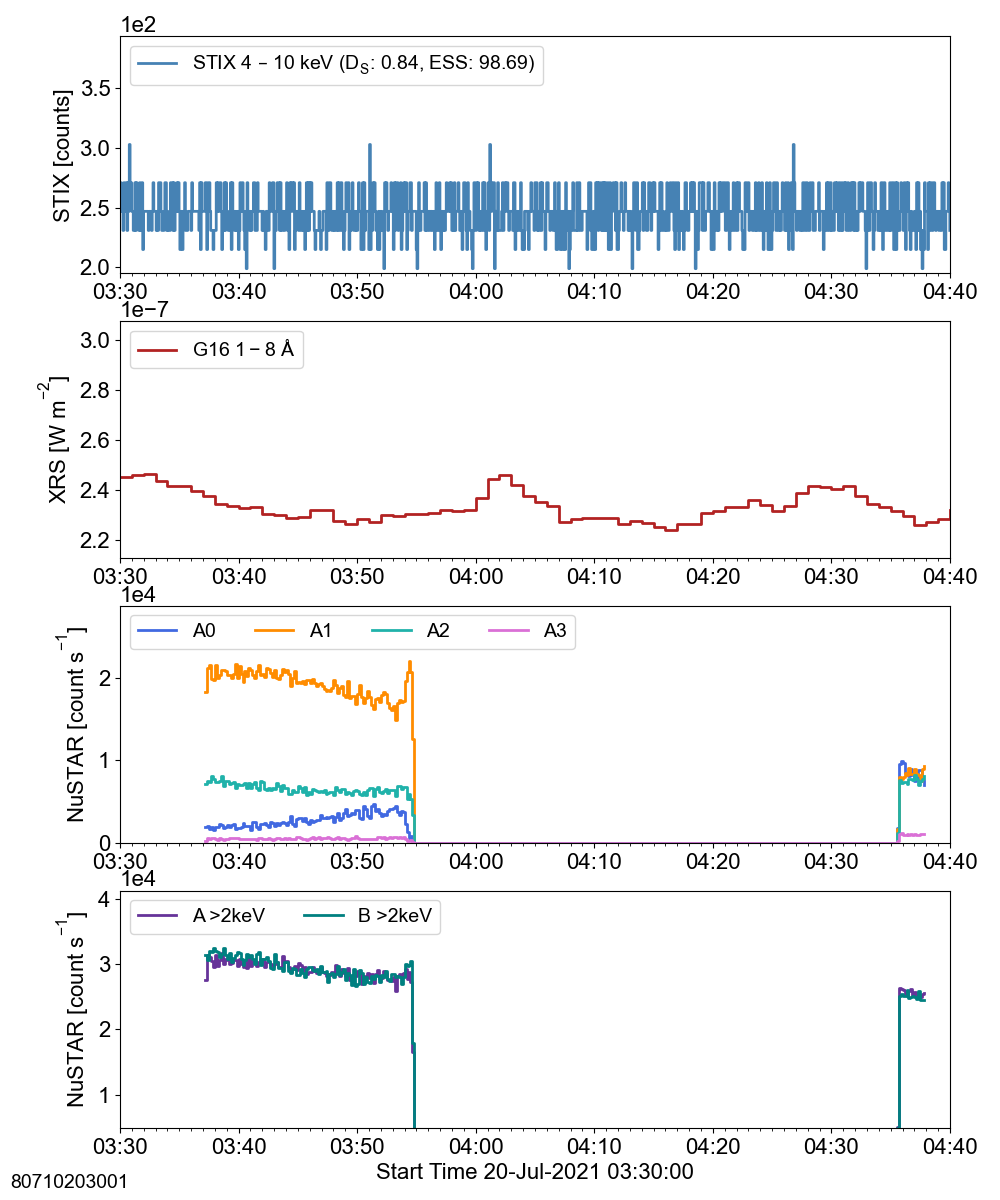 1e2
STIX 4 – 10 keV (D_S: 0.84, ESS: 98.69)
STIX [counts]
3.5
3.0
2.5
2.0
03:30 03:40 03:50 04:00 04:10 04:20 04:30 04:40
1e−7
G16 1 – 8 Å
XRS [W m⁻²]
3.0
2.8
2.6
2.4
2.2
03:30 03:40 03:50 04:00 04:10 04:20 04:30 04:40
1e4
A0 A1 A2 A3
NuSTAR [count s⁻¹]
2
1
0
03:30 03:40 03:50 04:00 04:10 04:20 04:30 04:40
1e4
A >2keV B >2keV
NuSTAR [count s⁻¹]
4
3
2
1
03:30 03:40 03:50 04:00 04:10 04:20 04:30 04:40
Start Time 20-Jul-2021 03:30:00
80710203001